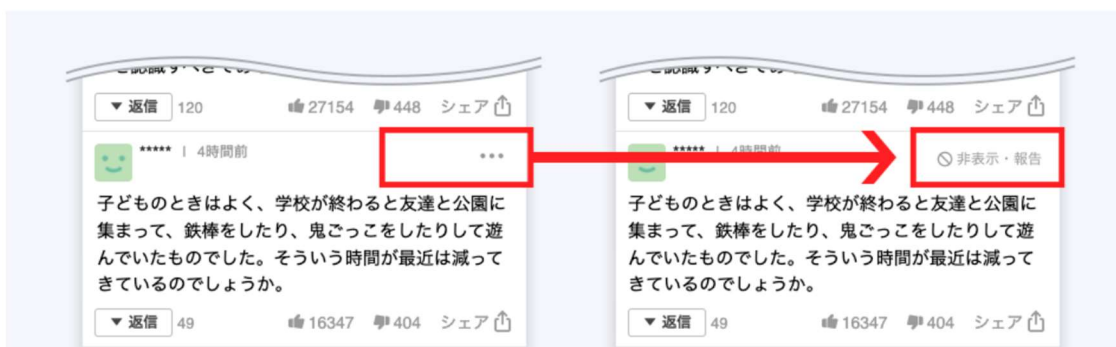 ▼ 返信 120 27154 448 シェア
***** | 4時間前 •••
子どものときはよく、学校が終わると友達と公園に
集まって、鉄棒をしたり、鬼ごっこをしたりして遊
んでいたものでした。そういう時間が最近は減って
きているのでしょうか。
▼ 返信 49 16347 404 シェア
▼ 返信 120 27154 448 シェア
***** | 4時間前 非表示・報告
子どものときはよく、学校が終わると友達と公園に
集まって、鉄棒をしたり、鬼ごっこをしたりして遊
んでいたものでした。そういう時間が最近は減って
きているのでしょうか。
▼ 返信 49 16347 404 シェア